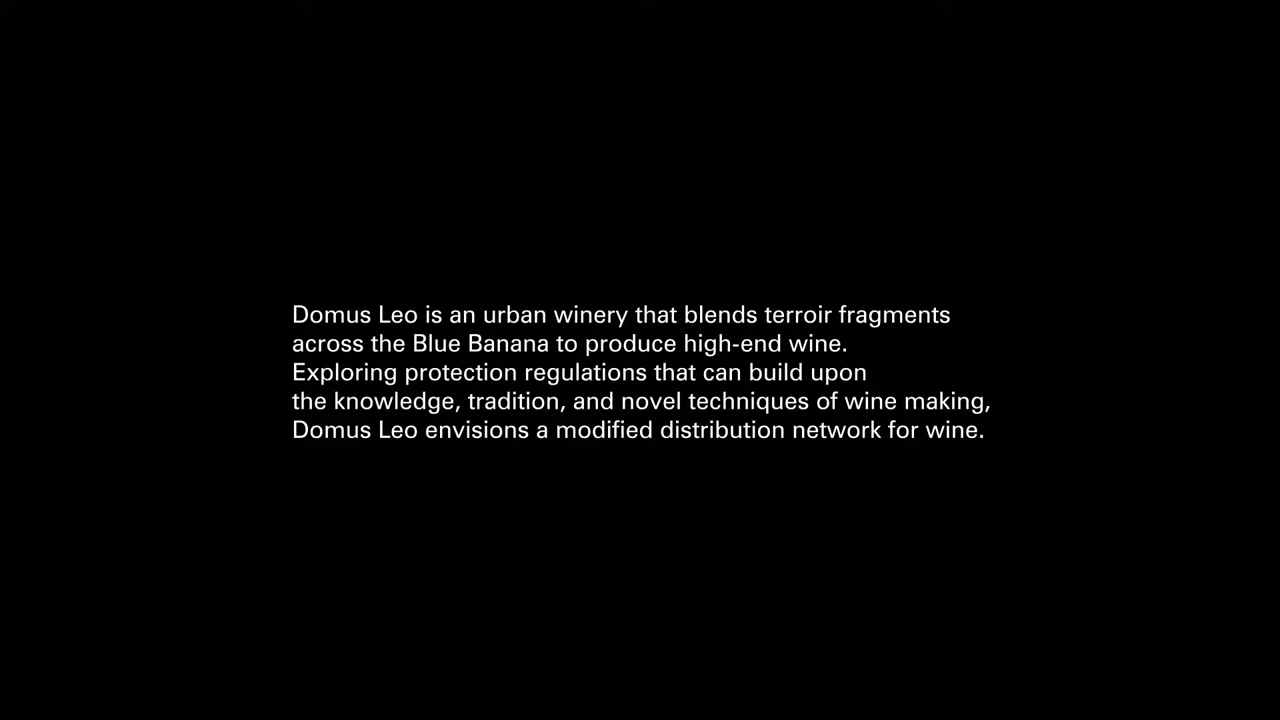 Domus Leo is an urban winery that blends terroir fragments
across the Blue Banana to produce high-end wine.
Exploring protection regulations that can build upon
the knowledge, tradition, and novel techniques of wine making,
Domus Leo envisions a modified distribution network for wine.